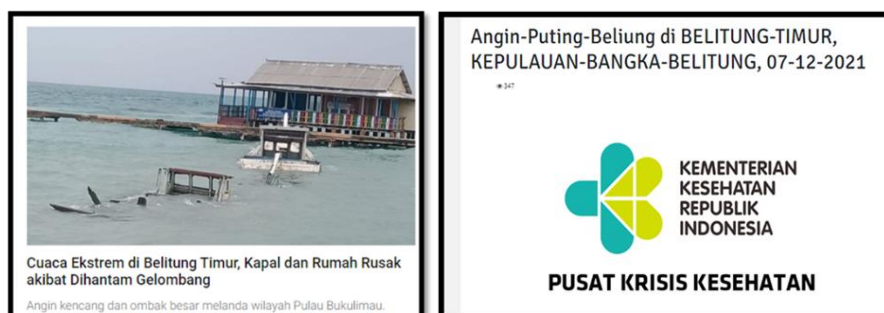 Cuaca Ekstrem di Belitung Timur, Kapal dan Rumah Rusak
akibat Dihantam Gelombang
Angin kencang dan ombak besar melanda wilayah Pulau Bukulimau.
Angin-Puting-Beliung di BELITUNG-TIMUR,
KEPULAUAN-BANGKA-BELITUNG, 07-12-2021
347
KEMENTERIAN
KESEHATAN
REPUBLIK
INDONESIA
PUSAT KRISIS KESEHATAN